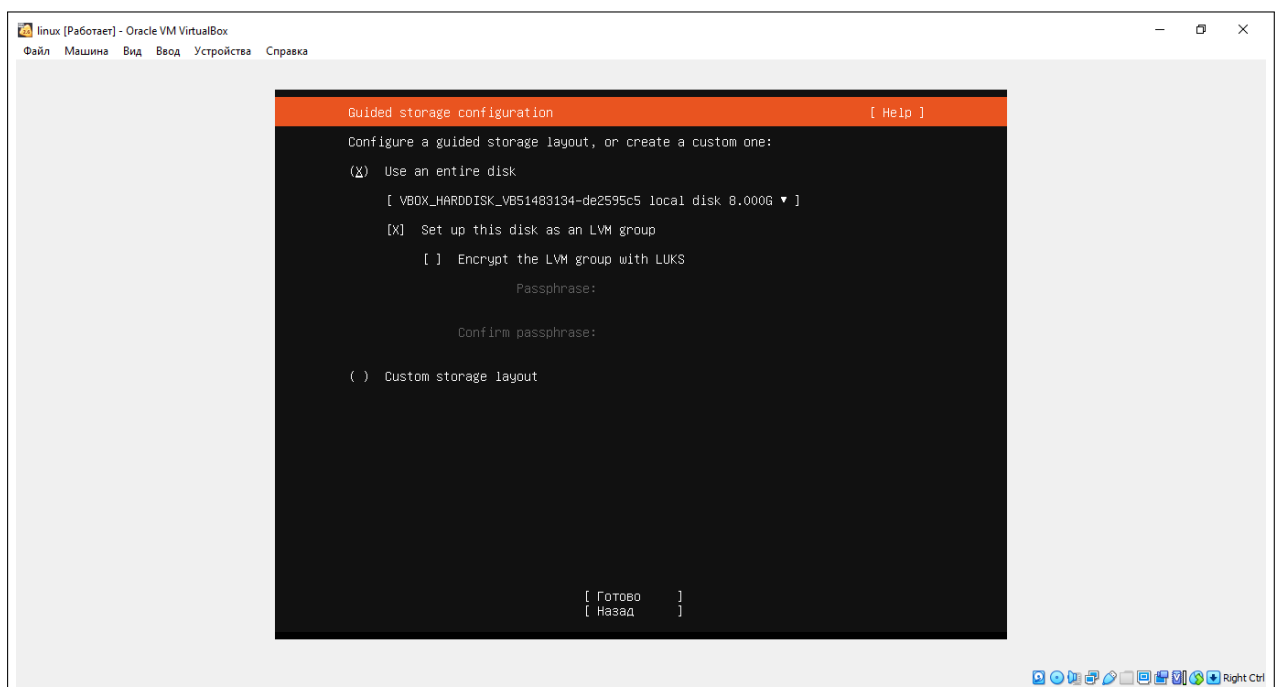 linux [Работает] - Oracle VM VirtualBox
Файл Машина Вид Ввод Устройства Справка
Guided storage configuration [ Help ]
Configure a guided storage layout, or create a custom one:
(X) Use an entire disk
[ VBOX_HARDDISK_VB51483134-de2595c5 local disk 8.000G ▾ ]
[X] Set up this disk as an LVM group
[ ] Encrypt the LVM group with LUKS
Passphrase:
Confirm passphrase:
( ) Custom storage layout
[ Готово ]
[ Назад ]
Right Ctrl